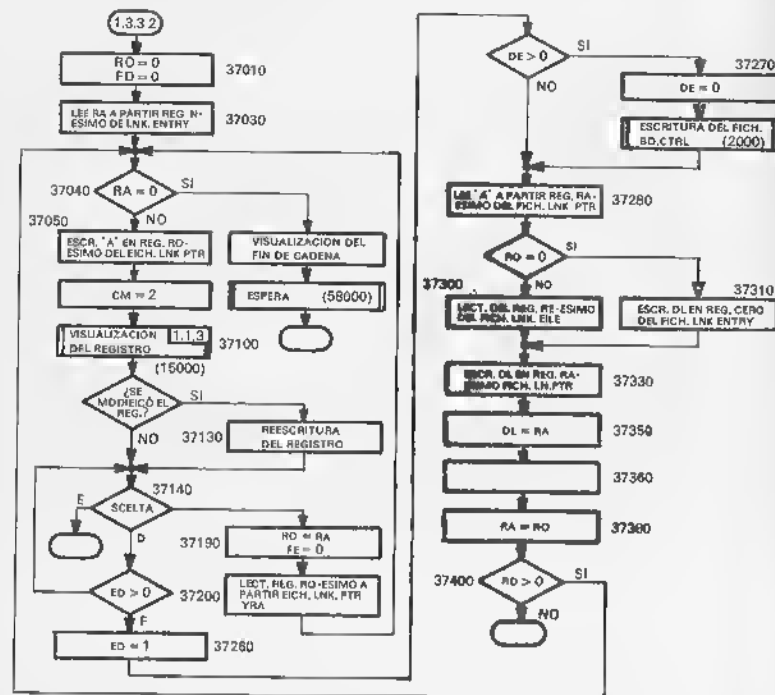 1.3.3 2
RO = 0
FD = 0
37010
LEE RA A PARTIR REG. N-
ESIMO DE LNK. ENTRY
37030
37040
RA = 0
SI
NO
37050
ESCR. "A" EN REG. RO-
ESIMO DEL EICH. LNK PTR
VISUALIZACION DEL
FIN DE CADENA
CM = 2
ESPERA (58000)
VISUALIZACION
DEL REGISTRO
1.1,3
37100
(15000)
¿SE
MODIFICÓ EL
REG.?
SI
NO
37130
REESCRITURA
DEL REGISTRO
37140
E
SCELTA
D
37190
RO = RA
FE = 0
ED > 0
37200
LECT. REG. RO-ESIMO A
PARTIR EICH. LNK. PTR
YRA
F
ED = 1
37260
DE > 0
SI
NO
37270
DE = 0
ESCRITURA DEL FICH.
BD.CTRL (2000)
LEE "A" A PARTIR REG. RA-
ESIMO DEL FICH. LNK PTR
37280
RO = 0
SI
NO
37300
37310
LECT. DEL REG. RE-ESIMO
DEL FICH. LNK EILE
ESCR. DL EN REG. CERO
DEL FICH. LNK ENTRY
ESCR. DL EN REG. RA-
ESIMO FICH. LN.PTR
37330
DL = RA
37350
37360
RA = RO
37380
37400
RD > 0
SI
NO